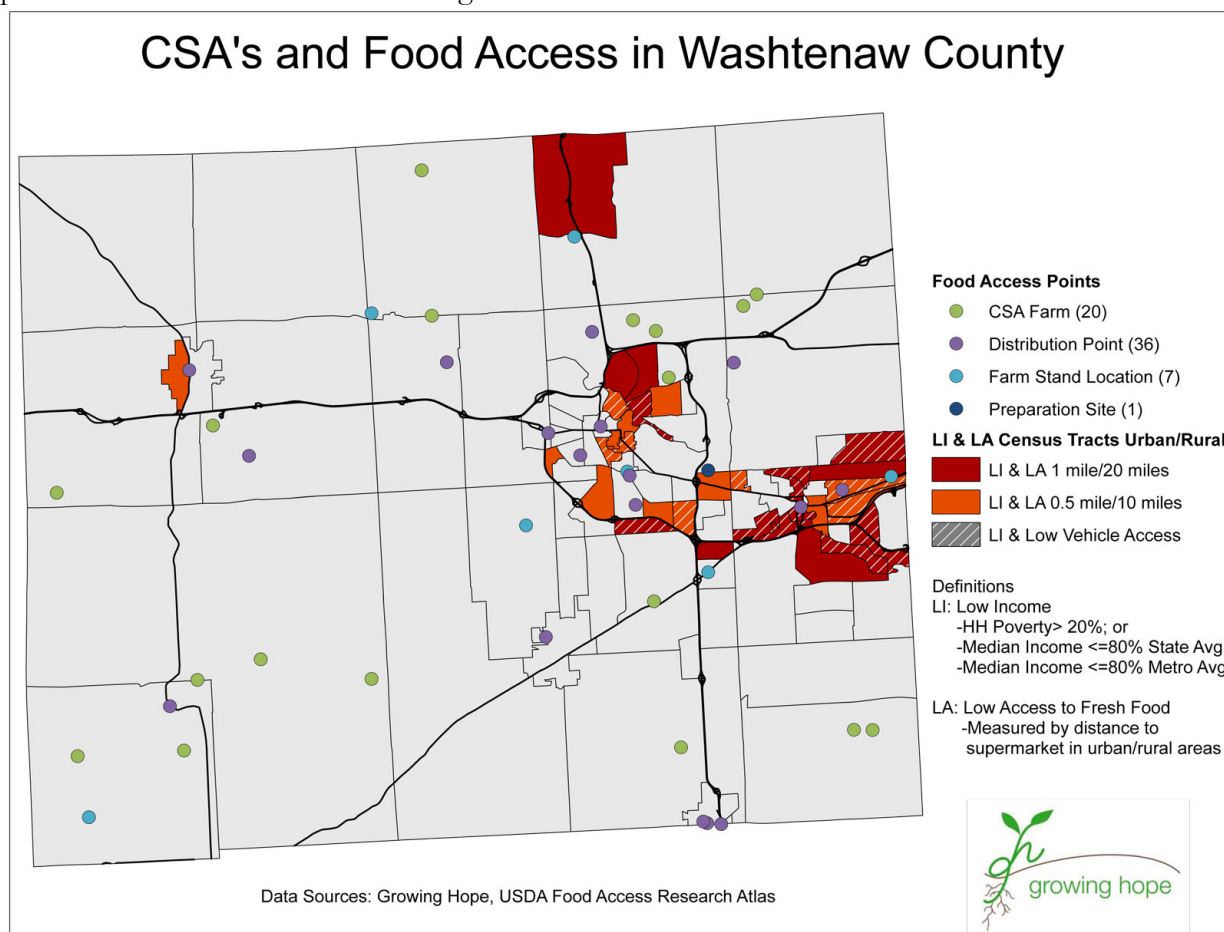 CSA's and Food Access in Washtenaw County
Food Access Points
CSA Farm (20)
Distribution Point (36)
Farm Stand Location (7)
Preparation Site (1)
LI & LA Census Tracts Urban/Rural
LI & LA 1 mile/20 miles
LI & LA 0.5 mile/10 miles
LI & Low Vehicle Access
Definitions
LI: Low Income
-HH Poverty> 20%; or
-Median Income <=80% State Avg
-Median Income <=80% Metro Avg
LA: Low Access to Fresh Food
-Measured by distance to
supermarket in urban/rural areas
gh
growing hope
Data Sources: Growing Hope, USDA Food Access Research Atlas